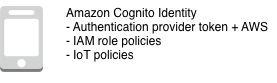 Amazon Cognito Identity
- Authentication provider token + AWS
- IAM role policies
- IoT policies